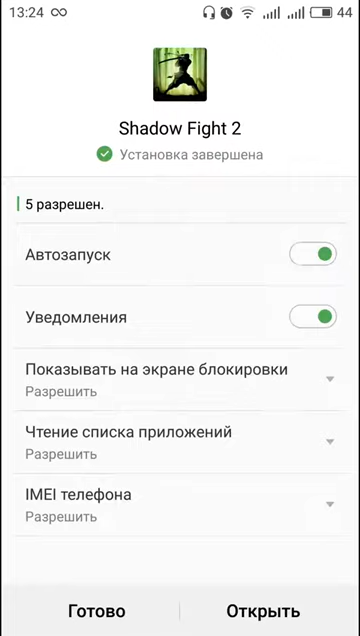 13:24 44
Shadow Fight 2
Установка завершена
5 разрешен.
Автозапуск
Уведомления
Показывать на экране блокировки
Разрешить
Чтение списка приложений
Разрешить
IMEI телефона
Разрешить
Готово Открыть